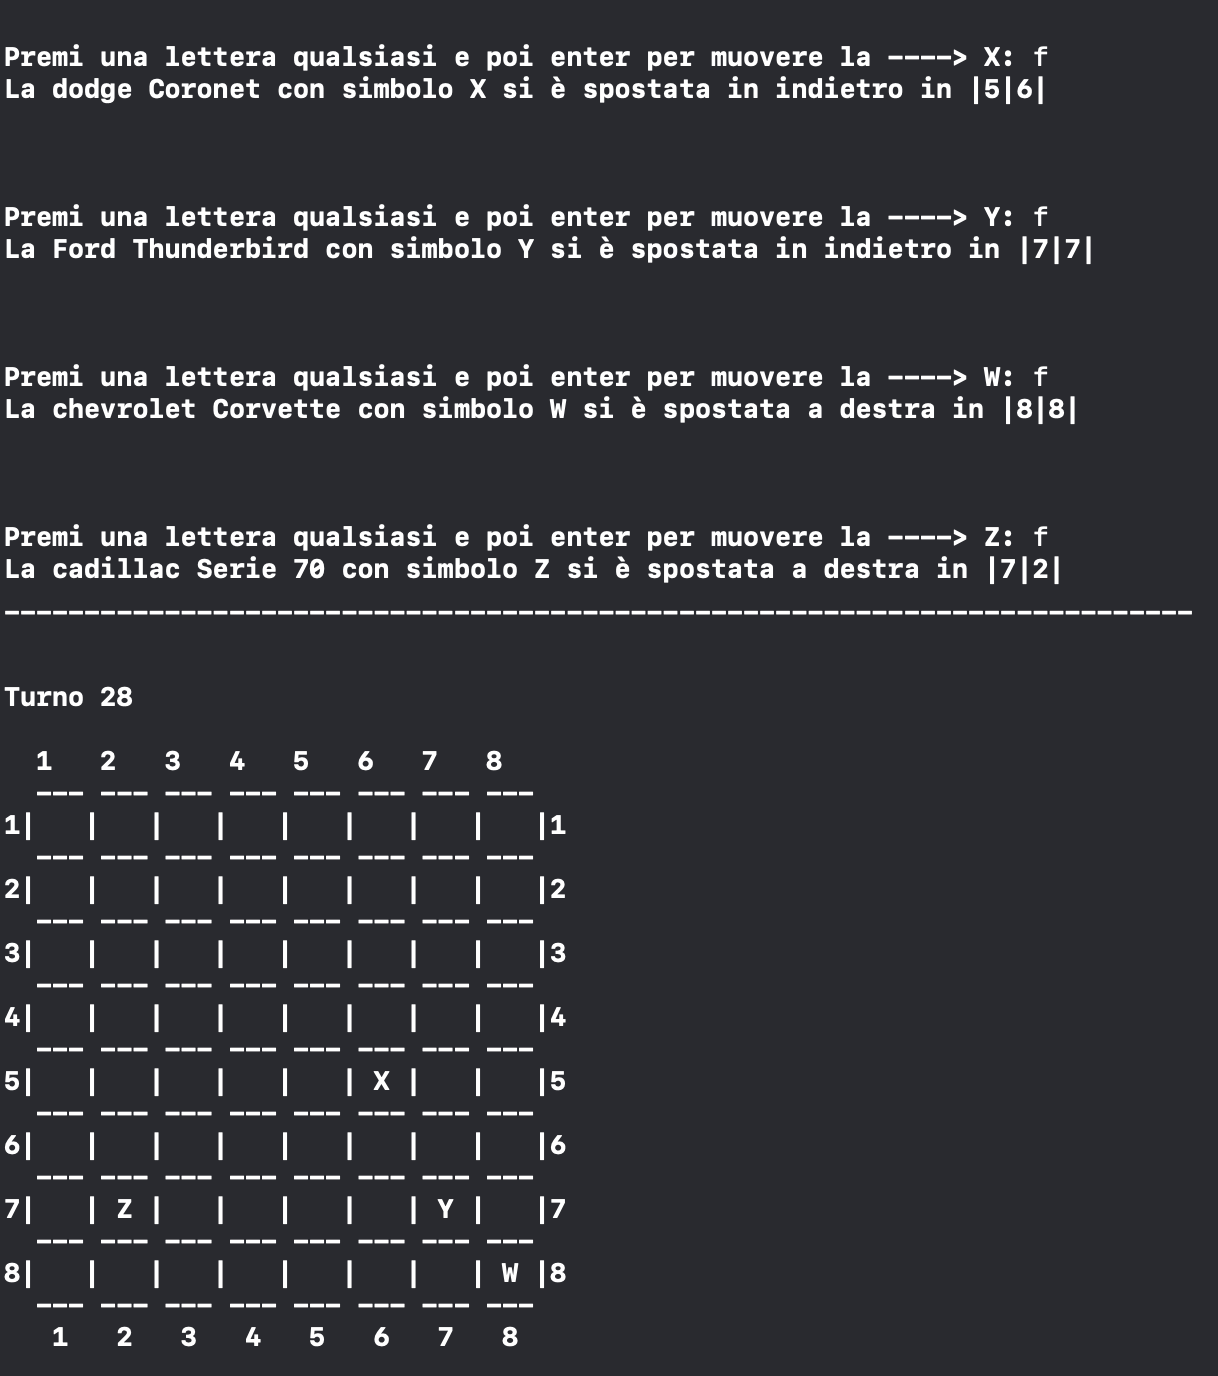 Premi una lettera qualsiasi e poi enter per muovere la ----> X: f
La dodge Coronet con simbolo X si è spostata in indietro in |5|6|
Premi una lettera qualsiasi e poi enter per muovere la ----> Y: f
La Ford Thunderbird con simbolo Y si è spostata in indietro in |7|7|
Premi una lettera qualsiasi e poi enter per muovere la ----> W: f
La chevrolet Corvette con simbolo W si è spostata a destra in |8|8|
Premi una lettera qualsiasi e poi enter per muovere la ----> Z: f
La cadillac Serie 70 con simbolo Z si è spostata a destra in |7|2|
--------------------------------------------------------------------------
Turno 28
  1   2   3   4   5   6   7   8
  --- --- --- --- --- --- --- ---
1|   |   |   |   |   |   |   |   |1
  --- --- --- --- --- --- --- ---
2|   |   |   |   |   |   |   |   |2
  --- --- --- --- --- --- --- ---
3|   |   |   |   |   |   |   |   |3
  --- --- --- --- --- --- --- ---
4|   |   |   |   |   |   |   |   |4
  --- --- --- --- --- --- --- ---
5|   |   |   |   |   | X |   |   |5
  --- --- --- --- --- --- --- ---
6|   |   |   |   |   |   |   |   |6
  --- --- --- --- --- --- --- ---
7|   | Z |   |   |   |   | Y |   |7
  --- --- --- --- --- --- --- ---
8|   |   |   |   |   |   |   | W |8
  --- --- --- --- --- --- --- ---
   1   2   3   4   5   6   7   8